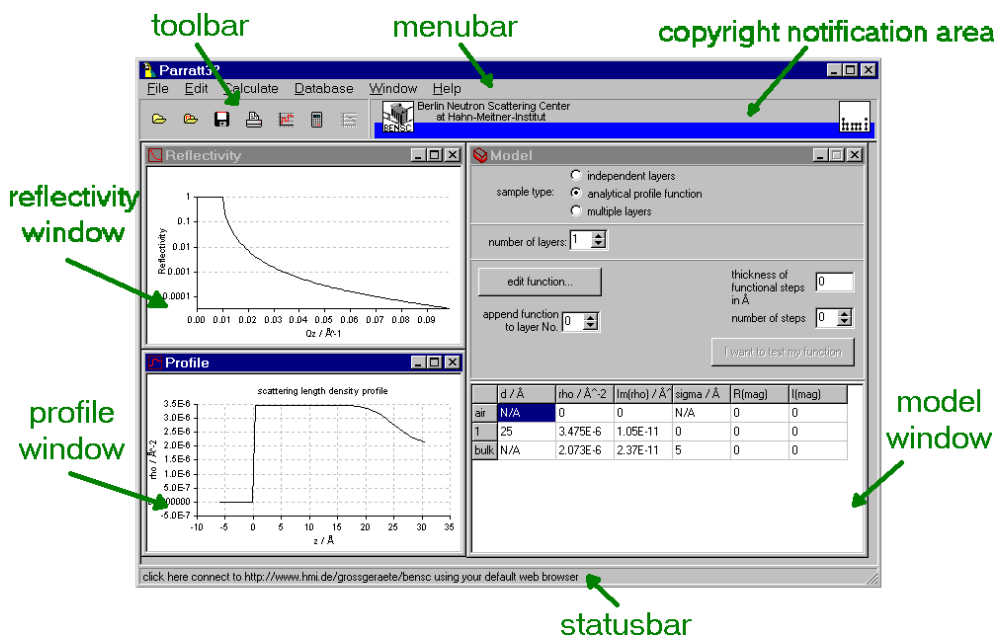 toolbar
menubar
copyright notification area
Parratt32
File Edit Calculate Database Window Help
BENSC
Berlin Neutron Scattering Center
at Hahn-Meitner-Institut
hmi
reflectivity
window
Reflectivity
1
0.1
0.01
0.001
0.0001
Reflectivity
0.00 0.01 0.02 0.03 0.04 0.05 0.06 0.07 0.08 0.09
Qz / Å^-1
Model
sample type:
independent layers
analytical profile function
multiple layers
number of layers: 1
edit function...
append function
to layer No. 0
thickness of
functional steps
in Å
0
number of steps 0
I want to test my function
profile
window
Profile
scattering length density profile
3.5E-6
3.0E-6
2.5E-6
2.0E-6
1.5E-6
1.0E-6
5.0E-7
00000
-5.0E-7
rho / Å^-2
-10 -5 0 5 10 15 20 25 30 35
z / Å
d / Å rho / Å^-2 Im(rho) / Å^ sigma / Å R(mag) I(mag)
air N/A 0 0 N/A 0 0
1 25 3.475E-6 1.05E-11 0 0 0
bulk N/A 2.073E-6 2.37E-11 5 0 0
model
window
click here connect to http://www.hmi.de/grossgeraete/bensc using your default web browser
statusbar